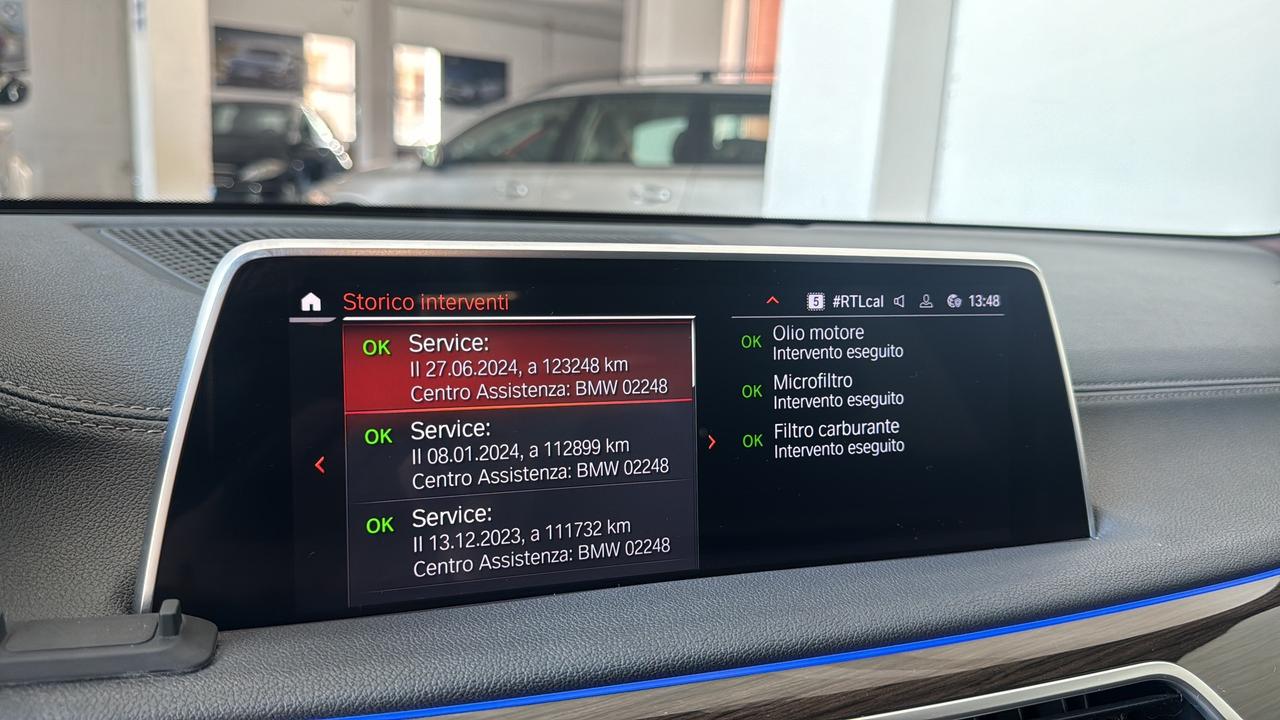 Storico interventi
5 #RTLcal 13:48
OK Service:
Il 27.06.2024, a 123248 km
Centro Assistenza: BMW 02248
OK Service:
Il 08.01.2024, a 112899 km
Centro Assistenza: BMW 02248
OK Service:
Il 13.12.2023, a 111732 km
Centro Assistenza: BMW 02248
OK Olio motore
Intervento eseguito
OK Microfiltro
Intervento eseguito
OK Filtro carburante
Intervento eseguito